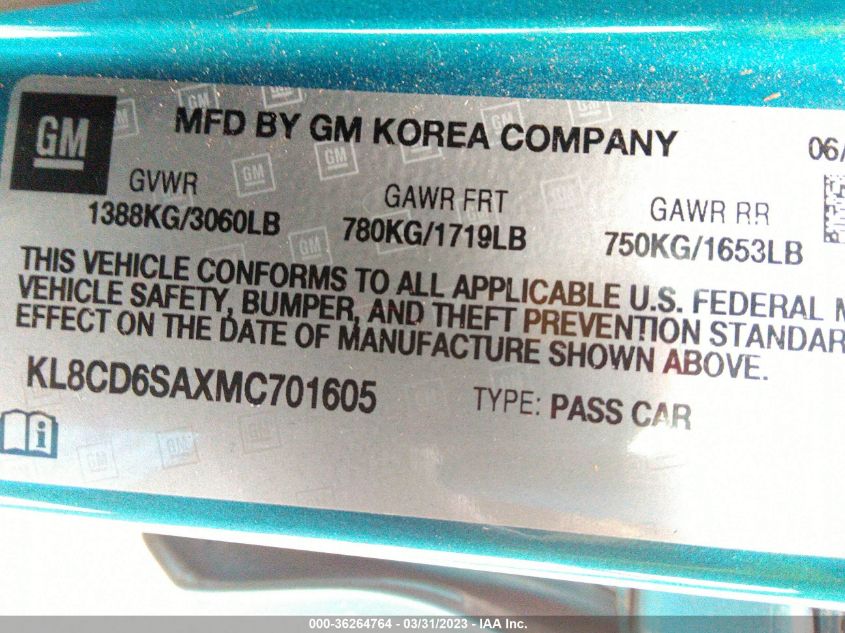 GM
MFD BY GM KOREA COMPANY
06/
GVWR
1388KG/3060LB
GAWR FRT
780KG/1719LB
GAWR RR
750KG/1653LB
THIS VEHICLE CONFORMS TO ALL APPLICABLE U.S. FEDERAL M
VEHICLE SAFETY, BUMPER, AND THEFT PREVENTION STANDAR
EFFECT ON THE DATE OF MANUFACTURE SHOWN ABOVE.
KL8CD6SAXMC701605
TYPE: PASS CAR
000-36264764 - 03/31/2023 - IAA Inc.